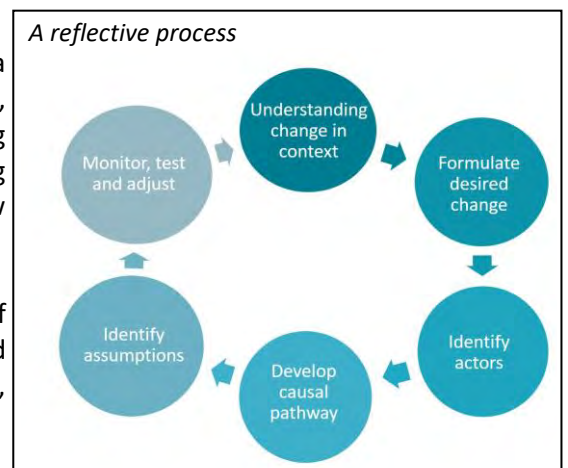 A reflective process
a
,
g
g
f
d
,
Understanding
change in
context
Formulate
desired
change
Identify
actors
Develop
causal
pathway
Identify
assumptions
Monitor, test
and adjust